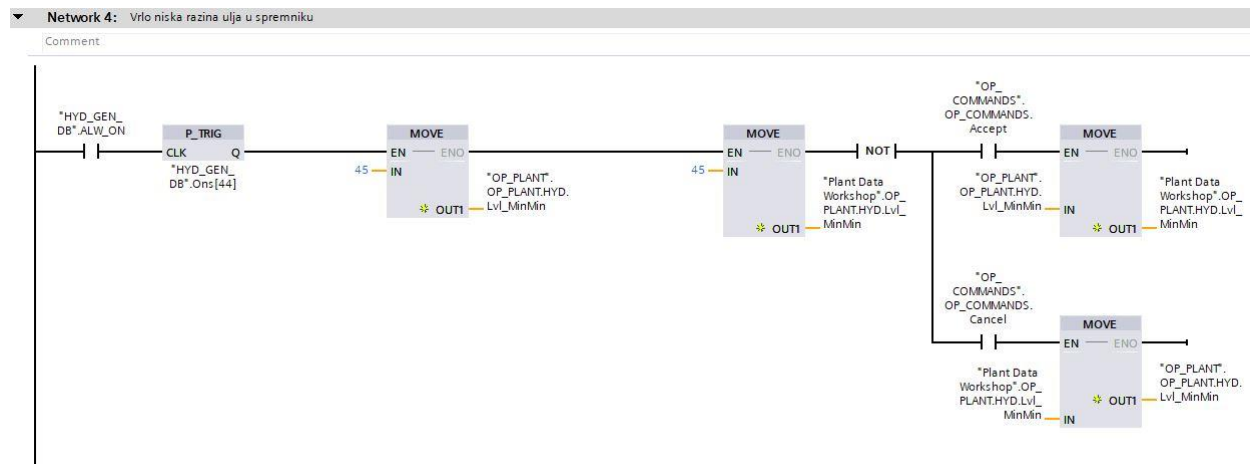 Network 4: Vrlo niska razina ulja u spremniku
Comment
"HYD_GEN_
DB".ALW_ON
P_TRIG
CLK Q
"HYD_GEN_
DB".Ons[44]
MOVE
EN ENO
45 IN
OUT1
"OP_PLANT".
OP_PLANT.HYD.
Lvl_MinMin
MOVE
EN ENO
45 IN
OUT1
"Plant Data
Workshop".OP_
PLANT.HYD.Lvl_
MinMin
NOT
"OP_
COMMANDS".
OP_COMMANDS.
Accept
MOVE
EN ENO
"OP_PLANT".
OP_PLANT.HYD.
Lvl_MinMin
IN
OUT1
"Plant Data
Workshop".OP_
PLANT.HYD.Lvl_
MinMin
"OP_
COMMANDS".
OP_COMMANDS.
Cancel
MOVE
EN ENO
"Plant Data
Workshop".OP_
PLANT.HYD.Lvl_
MinMin
IN
OUT1
"OP_PLANT".
OP_PLANT.HYD.
Lvl_MinMin